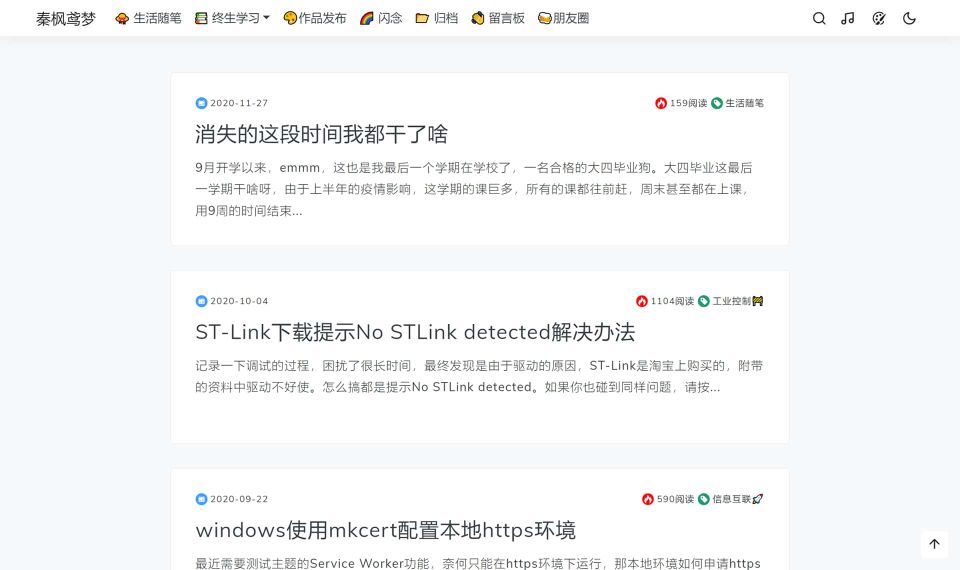 秦枫鸢梦 生活随笔 终生学习 作品发布 闪念 归档 留言板 朋友圈
2020-11-27 159阅读 生活随笔
消失的这段时间我都干了啥
9月开学以来，emmm，这也是我最后一个学期在学校了，一名合格的大四毕业狗。大四毕业这最后
一学期干啥呀，由于上半年的疫情影响，这学期的课巨多，所有的课都往前赶，周末甚至都在上课，
用9周的时间结束...
2020-10-04 1104阅读 工业控制
ST-Link下载提示No STLink detected解决办法
记录一下调试的过程，困扰了很长时间，最终发现是由于驱动的原因，ST-Link是淘宝上购买的，附带
的资料中驱动不好使。怎么搞都是提示No STLink detected。如果你也碰到同样问题，请按...
2020-09-22 590阅读 信息互联
windows使用mkcert配置本地https环境
最近需要测试主题的Service Worker功能，奈何只能在https环境下运行，那本地环境如何申请https